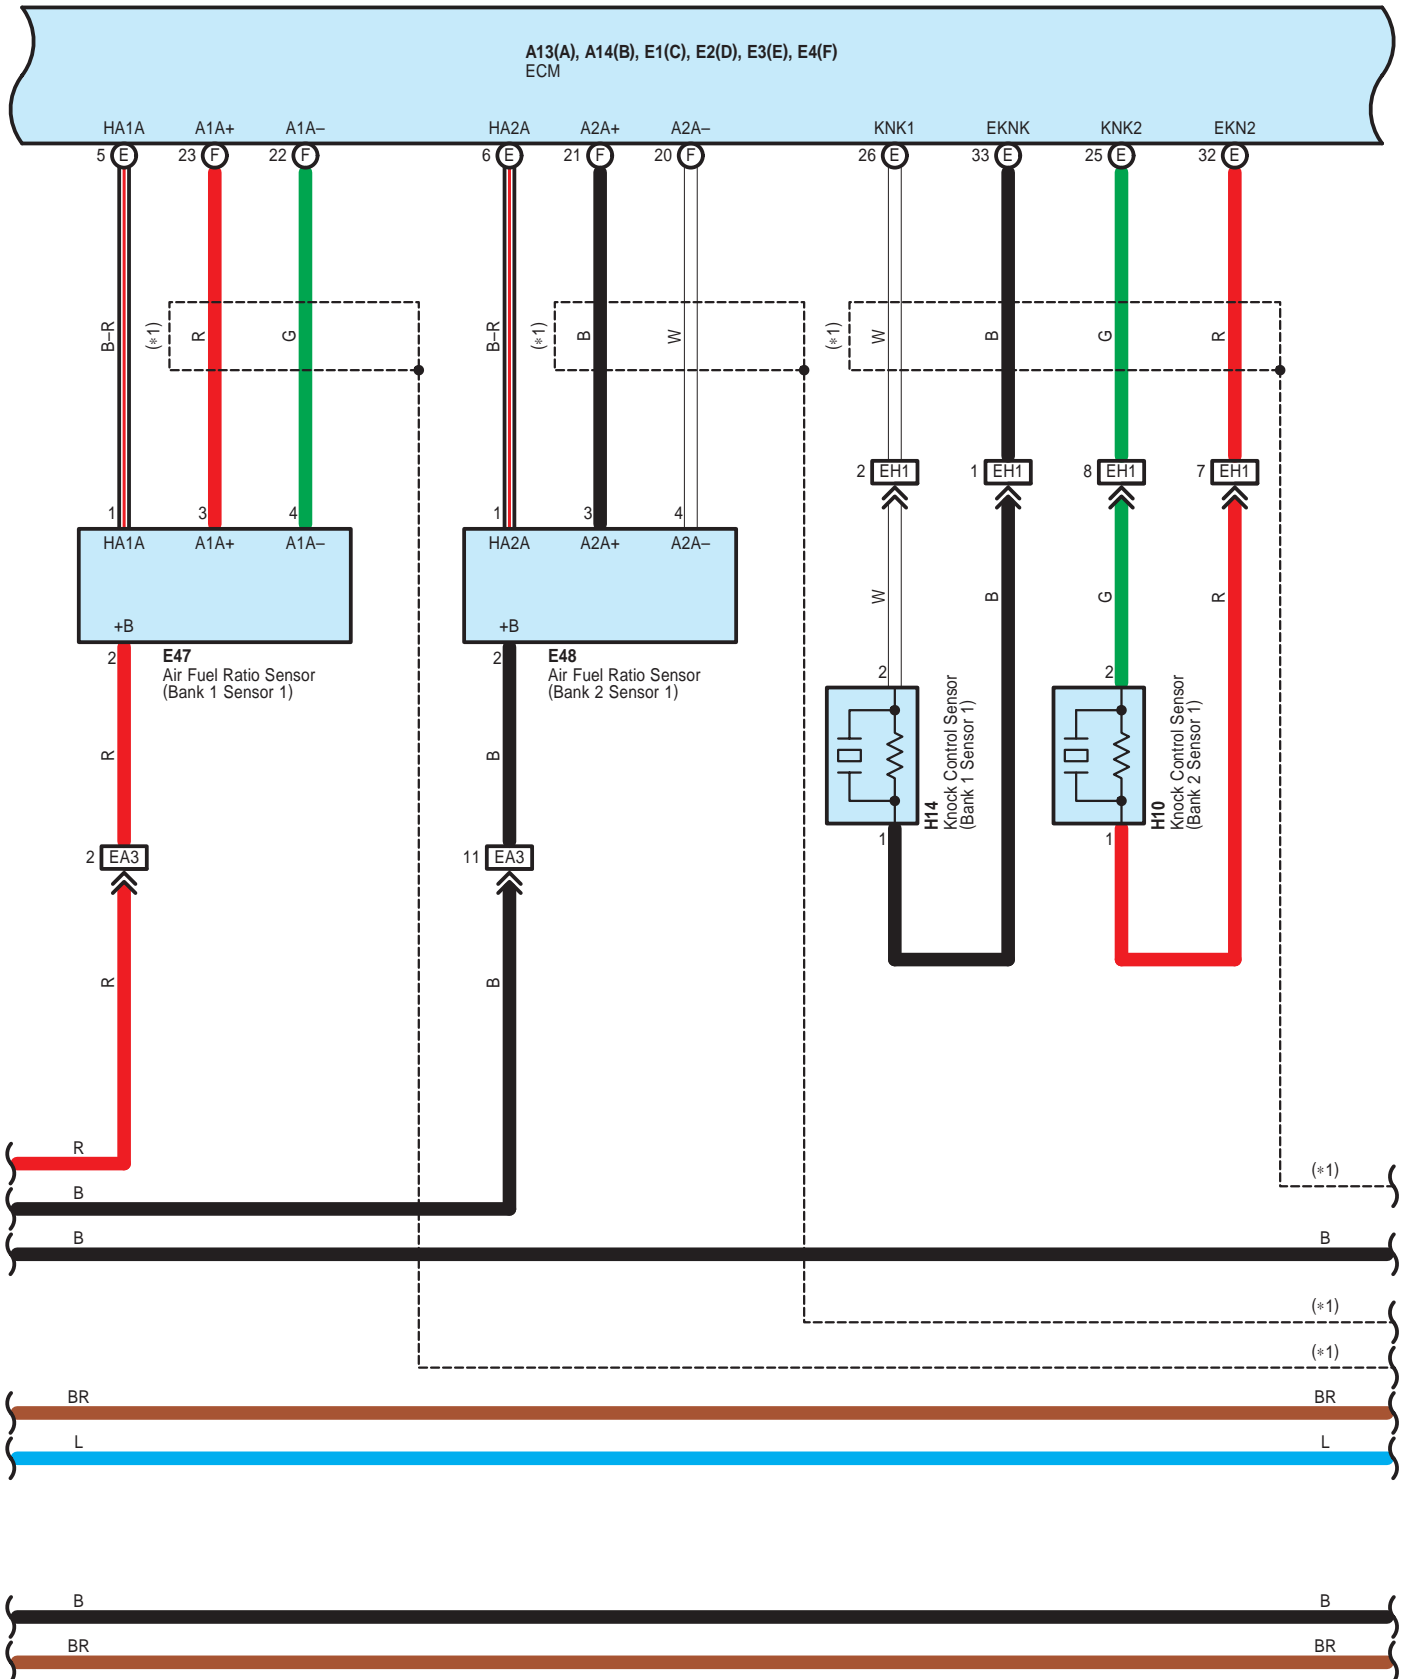 A13(A), A14(B), E1(C), E2(D), E3(E), E4(F)
ECM
HA1A A1A+ A1A– HA2A A2A+ A2A– KNK1 EKNK KNK2 EKN2
5 E 23 F 22 F 6 E 21 F 20 F 26 E 33 E 25 E 32 E
B–R (*1) R G B–R (*1) B W (*1) W B G R
2 EH1 1 EH1 8 EH1 7 EH1
1 3 4 1 3 4
HA1A A1A+ A1A– HA2A A2A+ A2A–
W B G R
+B +B
2 E47 2 E48
Air Fuel Ratio Sensor Air Fuel Ratio Sensor
(Bank 1 Sensor 1) (Bank 2 Sensor 1)
2 2
R B
H14
Knock Control Sensor
(Bank 1 Sensor 1)
H10
Knock Control Sensor
(Bank 2 Sensor 1)
1 1
2 EA3 11 EA3
R B
R
(*1)
B
B B
(*1)
(*1)
BR BR
L L
B B
BR BR